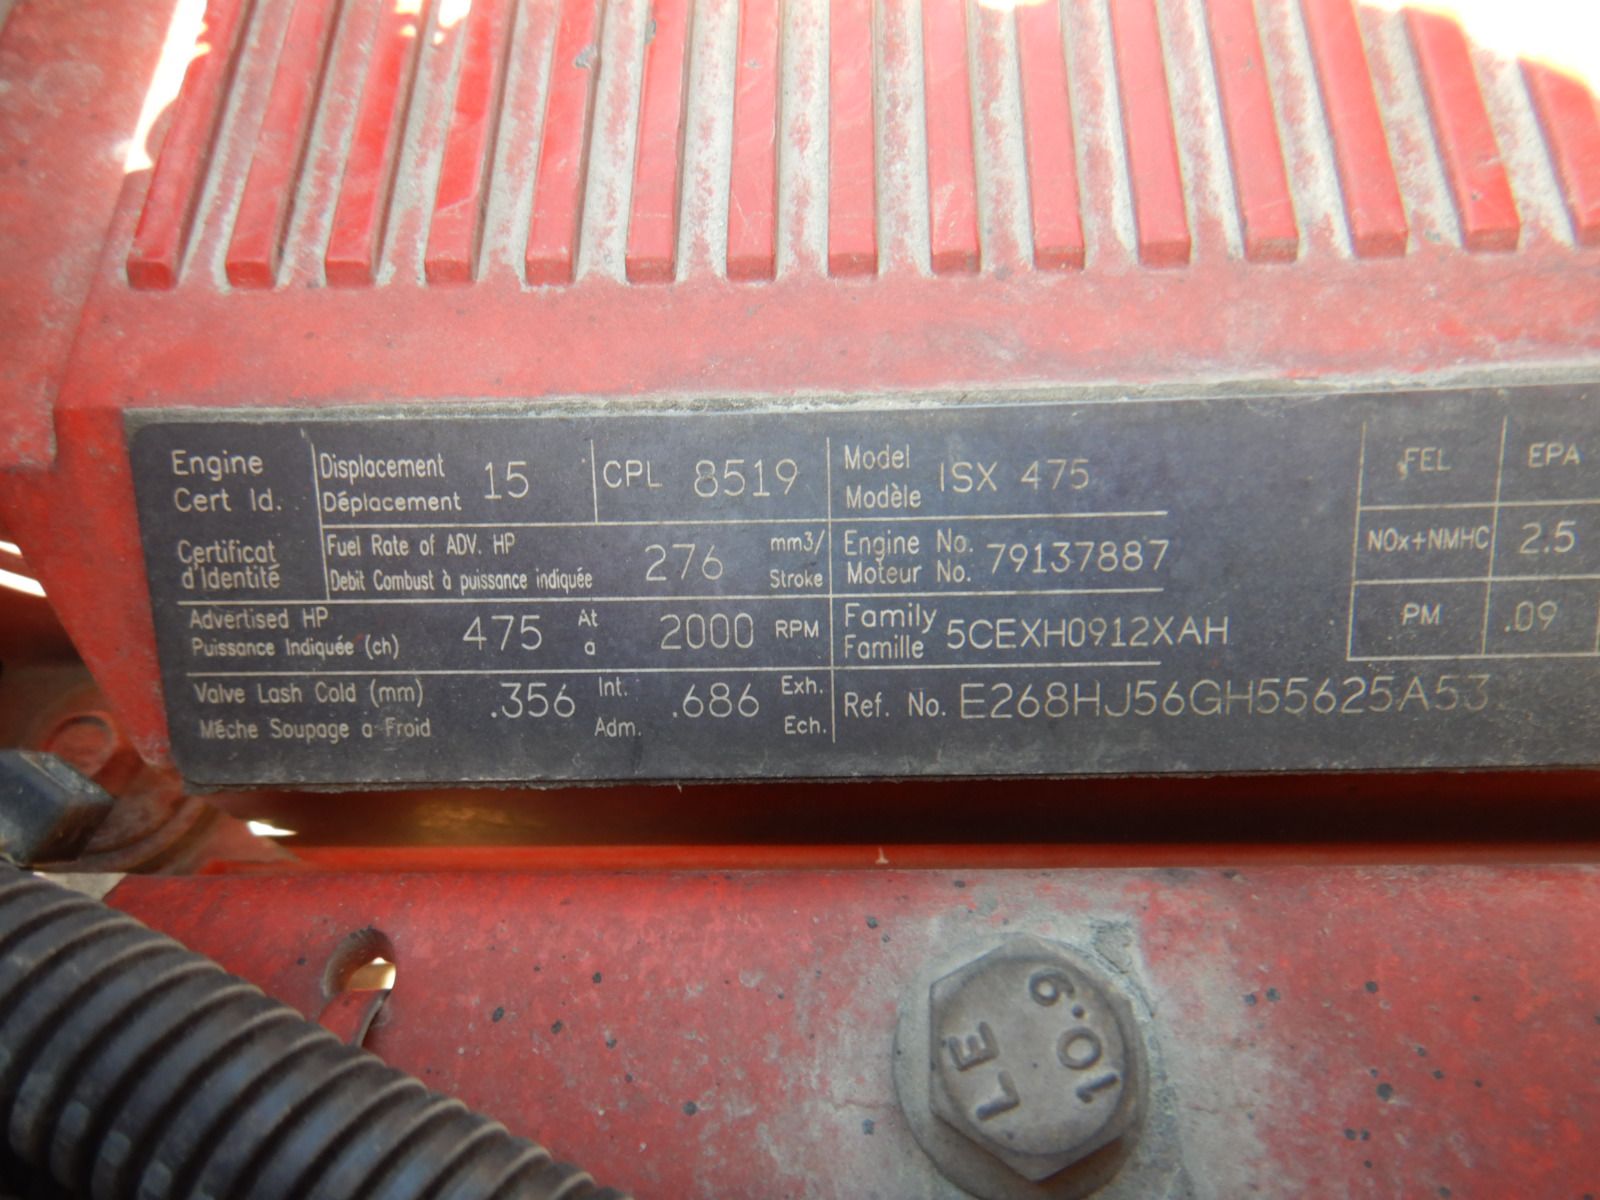 Engine
Cert Id.
Certificat
d'Identité
Displacement
Déplacement 15
CPL 8519
Fuel Rate of ADV. HP
Debit Combust à puissance indiquée 276 mm3/
Stroke
Advertised HP
Puissance Indiquée (ch) 475 At
a 2000 RPM
Valve Lash Cold (mm)
Mêche Soupage a Froid .356 Int.
Adm. .686 Exh.
Ech.
Model
Modèle ISX 475
Engine No.
Moteur No. 79137887
Family
Famille 5CEXH0912XAH
Ref. No. E268HJ56GH55625A53
FEL EPA
NOx+NMHC 2.5
PM .09
LE
10.9